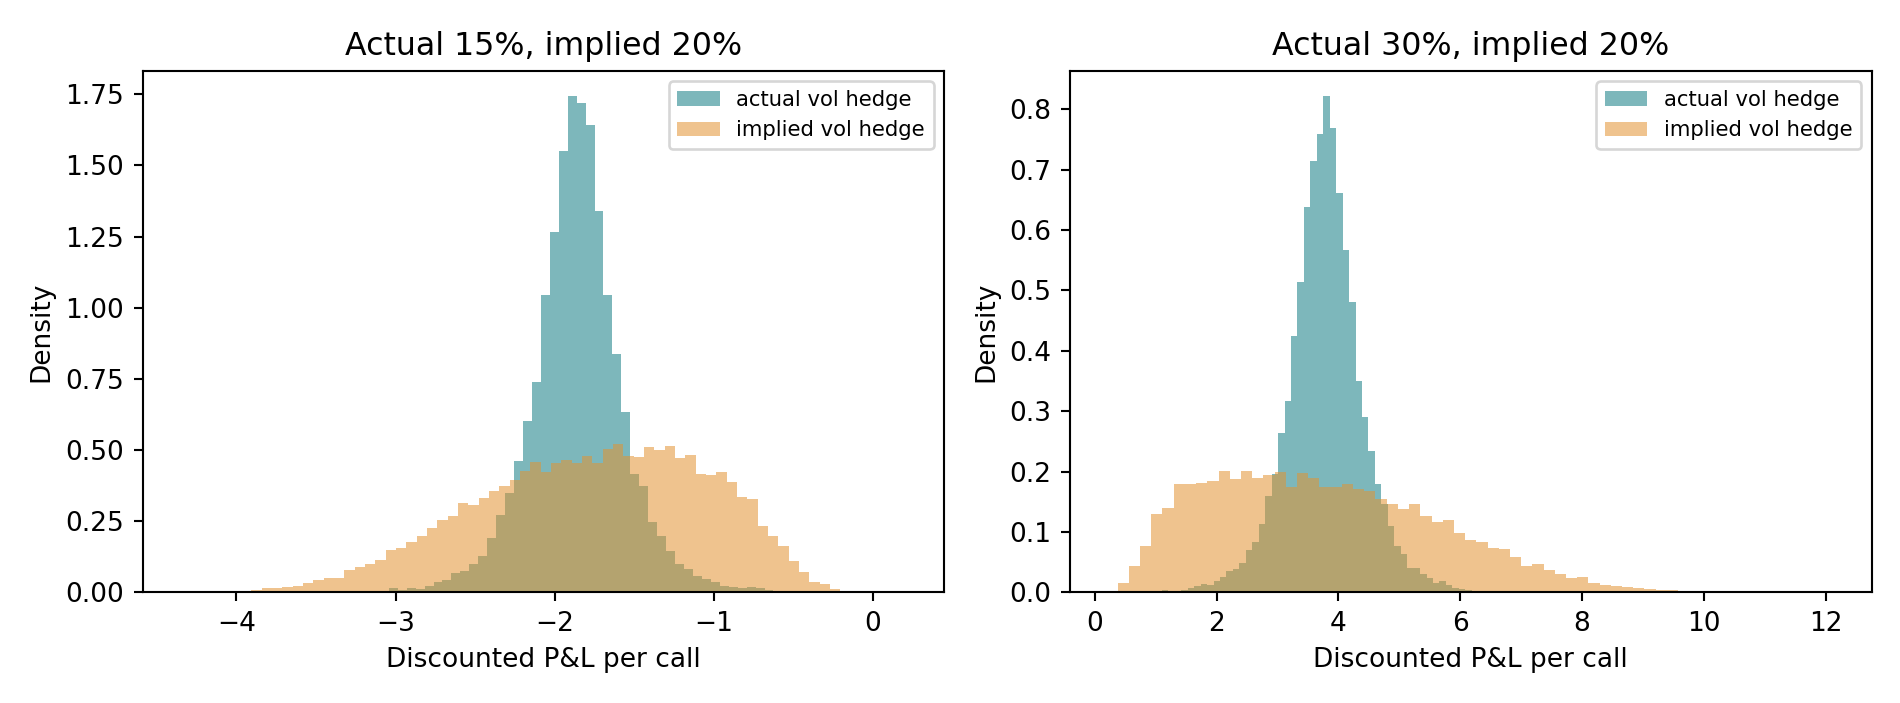 Actual 15%, implied 20%
actual vol hedge
implied vol hedge
1.75
1.50
1.25
1.00
0.75
0.50
0.25
0.00
Density
−4
−3
−2
−1
0
Discounted P&L per call
Actual 30%, implied 20%
actual vol hedge
implied vol hedge
0.8
0.7
0.6
0.5
0.4
0.3
0.2
0.1
0.0
Density
0
2
4
6
8
10
12
Discounted P&L per call